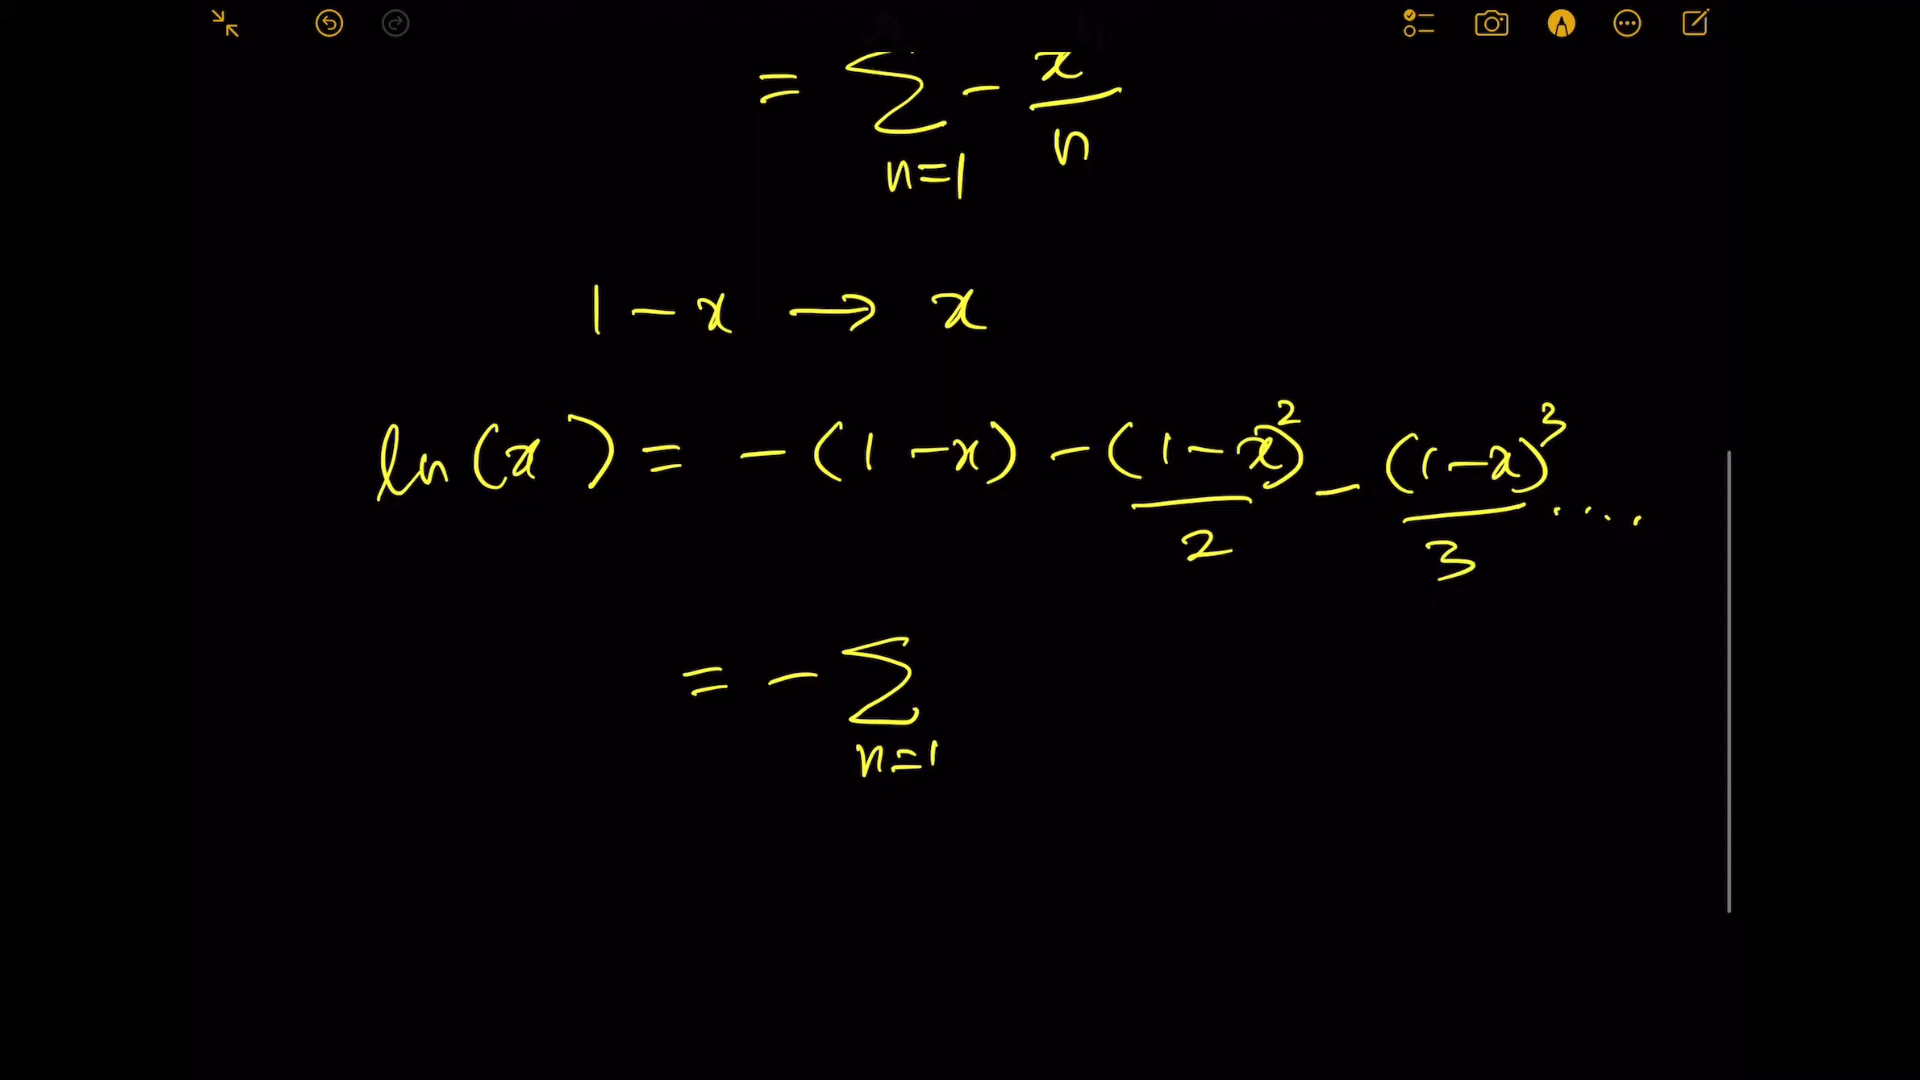 = ∑ - x/n
n=1
1 - x → x
ln(x) = -(1-x) - (1-x)²/2 - (1-x)³/3 ....
= - ∑
n=1